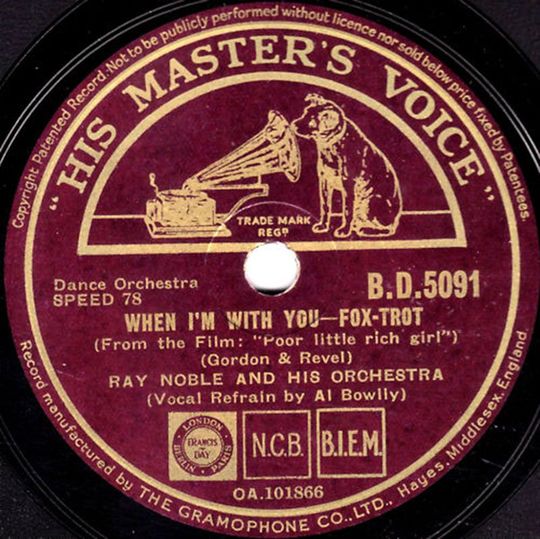 Copyright Patented Record. Not to be publicly performed without licence nor sold below price fixed by Patentees.
"HIS MASTER'S VOICE"
TRADE MARK
REGD
Dance Orchestra
SPEED 78
B.D.5091
WHEN I'M WITH YOU—FOX-TROT
(From the Film: "Poor little rich girl")
(Gordon & Revel)
RAY NOBLE AND HIS ORCHESTRA
(Vocal Refrain by Al Bowlly)
LONDON
FRANCIS
& DAY
BERLIN · PARIS
N.C.B.
B.I.E.M.
OA.101866
Record manufactured by THE GRAMOPHONE CO., LTD., Hayes, Middlesex, England